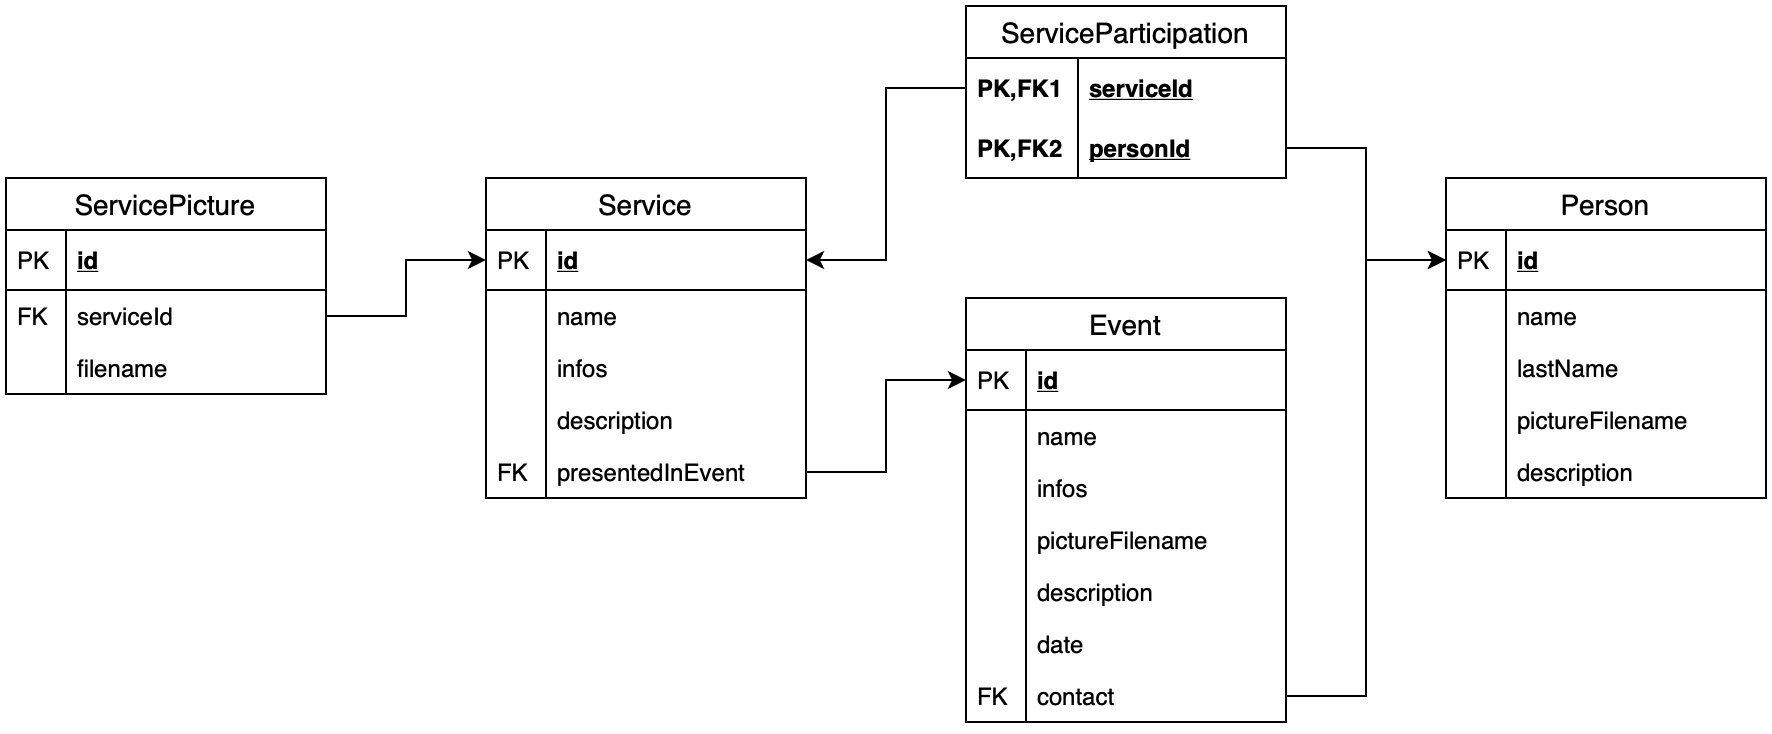 ServiceParticipation
PK,FK1 serviceId
PK,FK2 personId
ServicePicture
PK id
FK serviceId
filename
Service
PK id
name
infos
description
FK presentedInEvent
Event
PK id
name
infos
pictureFilename
description
date
FK contact
Person
PK id
name
lastName
pictureFilename
description